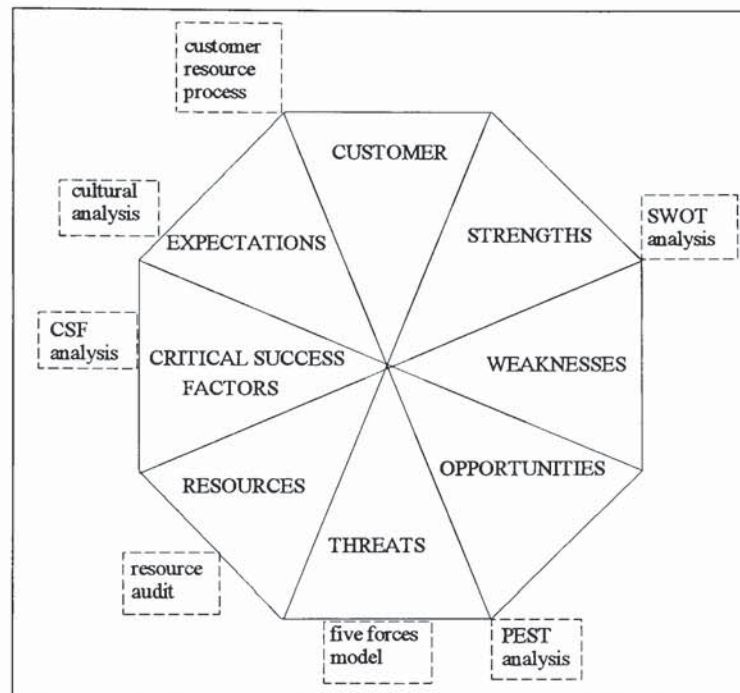 customer
resource
process
CUSTOMER
cultural
analysis
STRENGTHS
SWOT
analysis
EXPECTATIONS
CSF
analysis
CRITICAL SUCCESS
FACTORS
WEAKNESSES
RESOURCES
OPPORTUNITIES
THREATS
resource
audit
five forces
model
PEST
analysis